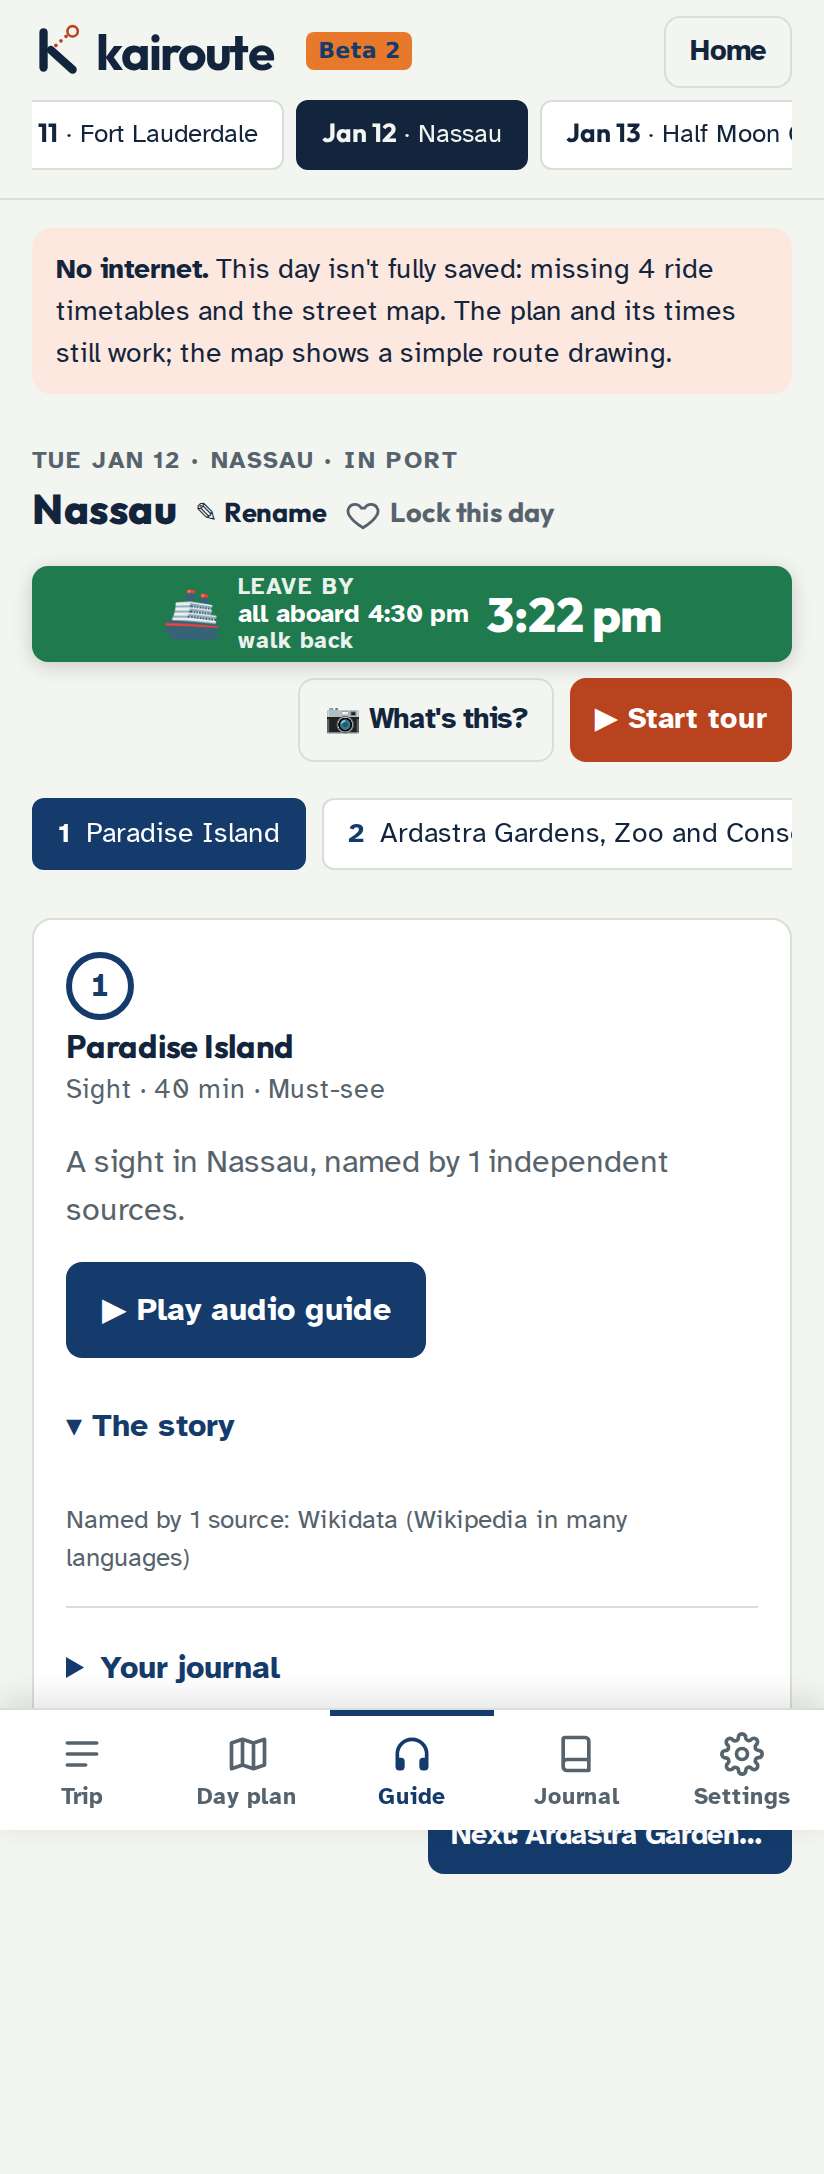 kairoute
Beta 2
Home
11 · Fort Lauderdale
Jan 12 · Nassau
Jan 13 · Half Moon
No internet. This day isn't fully saved: missing 4 ride
timetables and the street map. The plan and its times
still work; the map shows a simple route drawing.
TUE JAN 12 · NASSAU · IN PORT
Nassau
✎ Rename
Lock this day
LEAVE BY
all aboard 4:30 pm
walk back
3:22 pm
What's this?
▶ Start tour
1 Paradise Island
2 Ardastra Gardens, Zoo and
1
Paradise Island
Sight · 40 min · Must-see
A sight in Nassau, named by 1 independent
sources.
▶ Play audio guide
▾ The story
Named by 1 source: Wikidata (Wikipedia in many
languages)
▶ Your journal
Trip
Day plan
Guide
Journal
Settings
Next: Ardastra Garden...